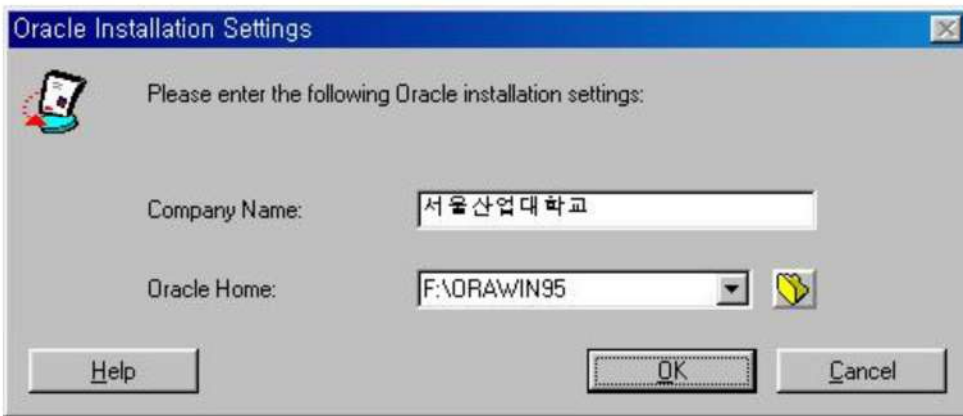 Oracle Installation Settings
Please enter the following Oracle installation settings:
Company Name: 서울산업대학교
Oracle Home: F:\ORAWIN95
Help OK Cancel